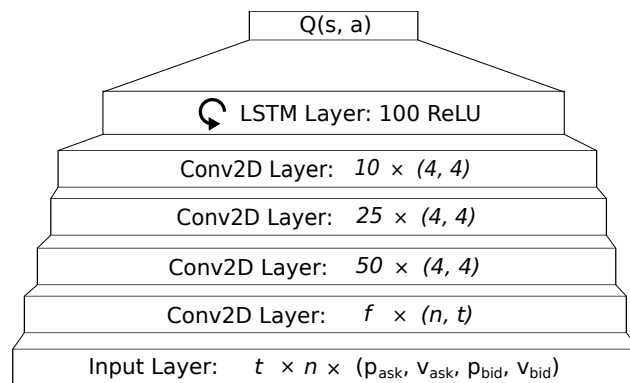 Q(s, a)
LSTM Layer: 100 ReLU
Conv2D Layer: 10 × (4, 4)
Conv2D Layer: 25 × (4, 4)
Conv2D Layer: 50 × (4, 4)
Conv2D Layer: f × (n, t)
Input Layer: t × n × (p_ask, v_ask, p_bid, v_bid)